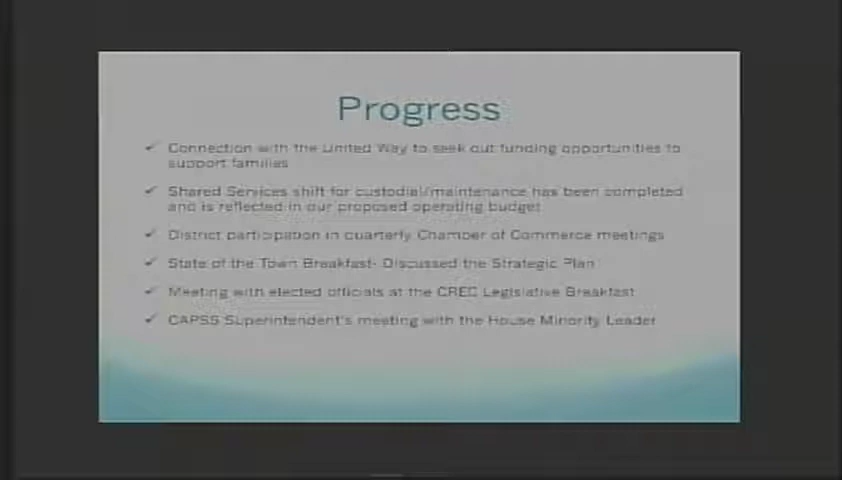 Progress
✓ Connection with the United Way to seek out funding opportunities to
support families
✓ Shared Services shift for custodial/maintenance has been completed
and is reflected in our proposed operating budget
✓ District participation in quarterly Chamber of Commerce meetings
✓ State of the Town Breakfast- Discussed the Strategic Plan
✓ Meeting with elected officials at the CREC Legislative Breakfast
✓ CAPSS Superintendent's meeting with the House Minority Leader